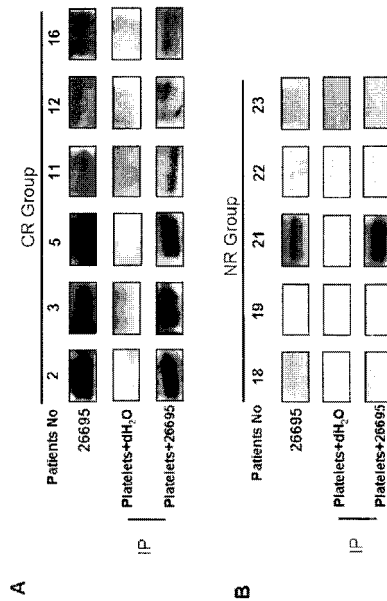 A
CR Group
Patients No 2 3 5 11 12 16
26695
IP
Platelets+dH₂O
Platelets+26695
B
NR Group
Patients No 18 19 21 22 23
26695
IP
Platelets+dH₂O
Platelets+26695